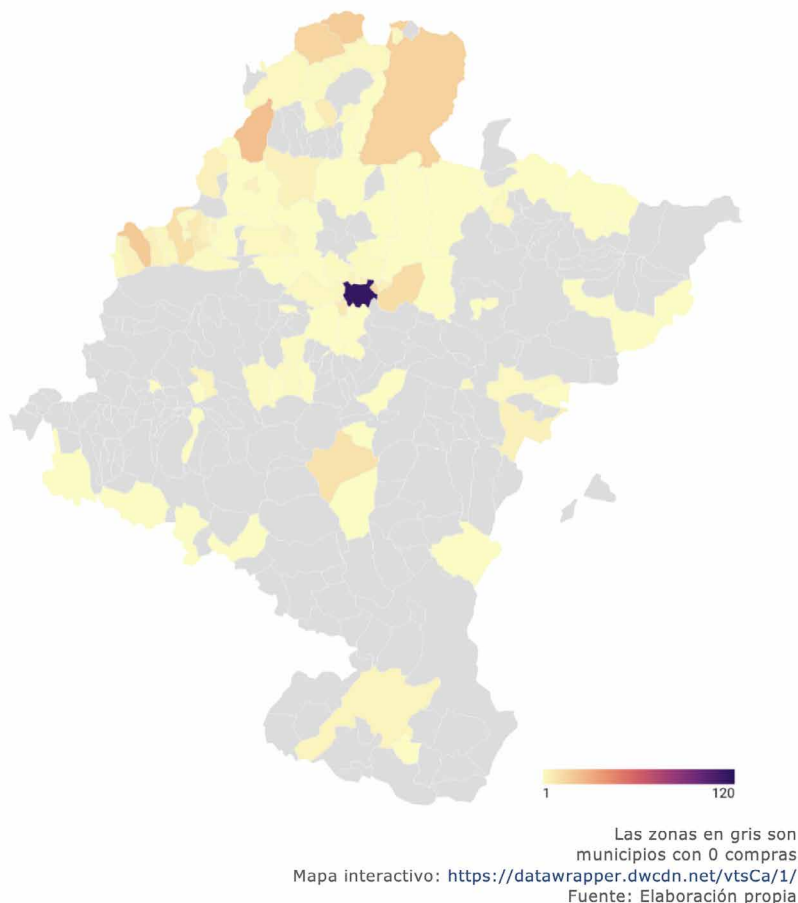 1
120
Las zonas en gris son
municipios con 0 compras
Mapa interactivo: https://datawrapper.dwcdn.net/vtsCa/1/
Fuente: Elaboración propia